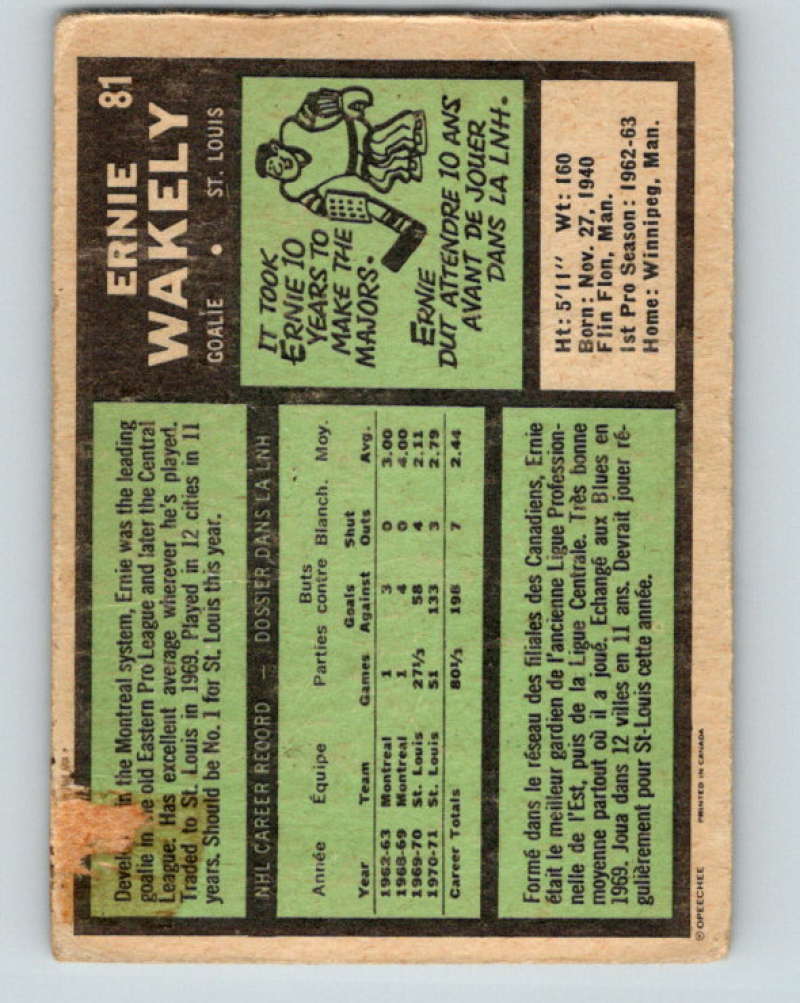 ERNIE 81
WAKELY
GOALIE • ST. LOUIS
IT TOOK
ERNIE 10
YEARS TO
MAKE THE
MAJORS.
ERNIE
DUT ATTENDRE 10 ANS
AVANT DE JOUER
DANS LA LNH.
Ht: 5'11" Wt: 160
Born: Nov. 27, 1940
Flin Flon, Man.
1st Pro Season: 1962-63
Home: Winnipeg, Man.
in the Montreal system, Ernie was the leading
goalie in old Eastern Pro League and later the Central
League. Has excellent average wherever he's played.
Traded to St. Louis in 1969. Played in 12 cities in 11
years. Should be No. 1 for St. Louis this year.
NHL CAREER RECORD — DOSSIER DANS LA LNH
Buts
Année Équipe Parties contre Blanch. Moy.
Goals Shut
Year Team Games Against Outs Avg.
1962-63 Montreal 1 3 0 3.00
1968-69 Montreal 1 4 0 4.00
1969-70 St. Louis 27⅓ 58 4 2.11
1970-71 St. Louis 51 133 3 2.79
Career Totals 80⅓ 198 7 2.44
Formé dans le réseau des filiales des Canadiens, Ernie
était le meilleur gardien de l'ancienne Ligue Profession-
nelle de l'Est, puis de la Ligue Centrale. Très bonne
moyenne partout où il a joué. Echangé aux Blues en
1969. Joua dans 12 villes en 11 ans. Devrait jouer ré-
gulièrement pour St-Louis cette année.
© OPEECHEE PRINTED IN CANADA